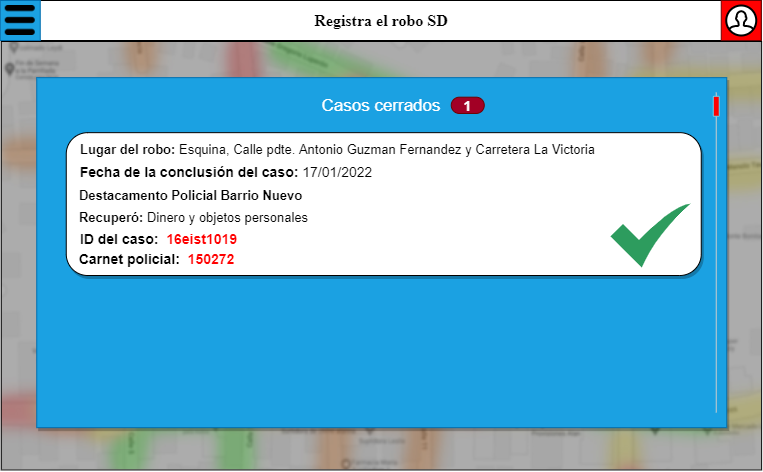 Registra el robo SD
Casos cerrados 1
Lugar del robo: Esquina, Calle pdte. Antonio Guzman Fernandez y Carretera La Victoria
Fecha de la conclusión del caso: 17/01/2022
Destacamento Policial Barrio Nuevo
Recuperó: Dinero y objetos personales
ID del caso: 16eist1019
Carnet policial: 150272